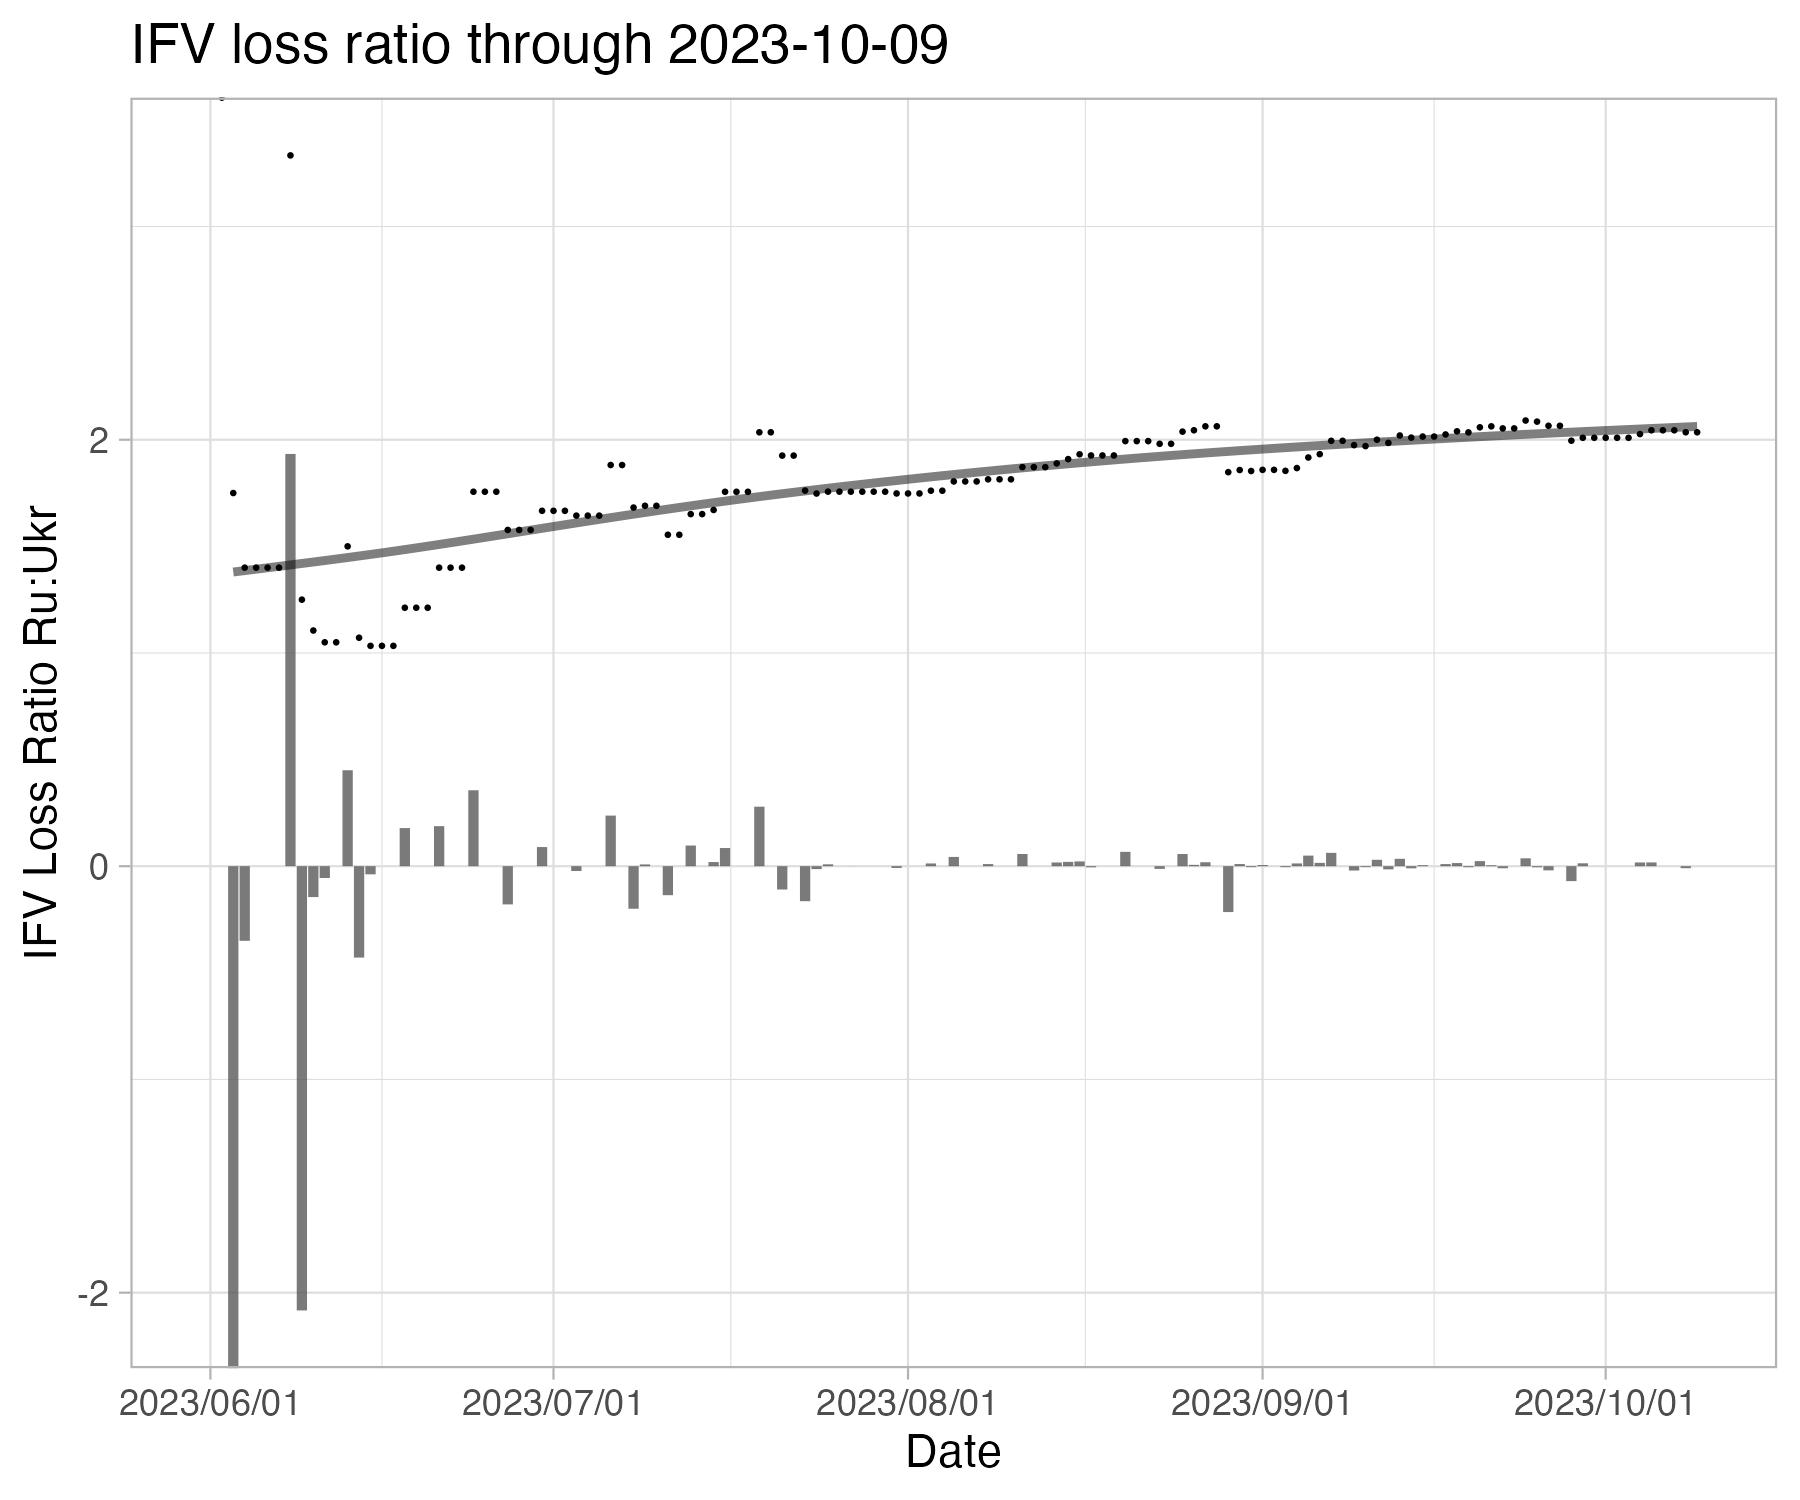 IFV loss ratio through 2023-10-09
IFV Loss Ratio Ru:Ukr
2
0
-2
2023/06/01 2023/07/01 2023/08/01 2023/09/01 2023/10/01
Date